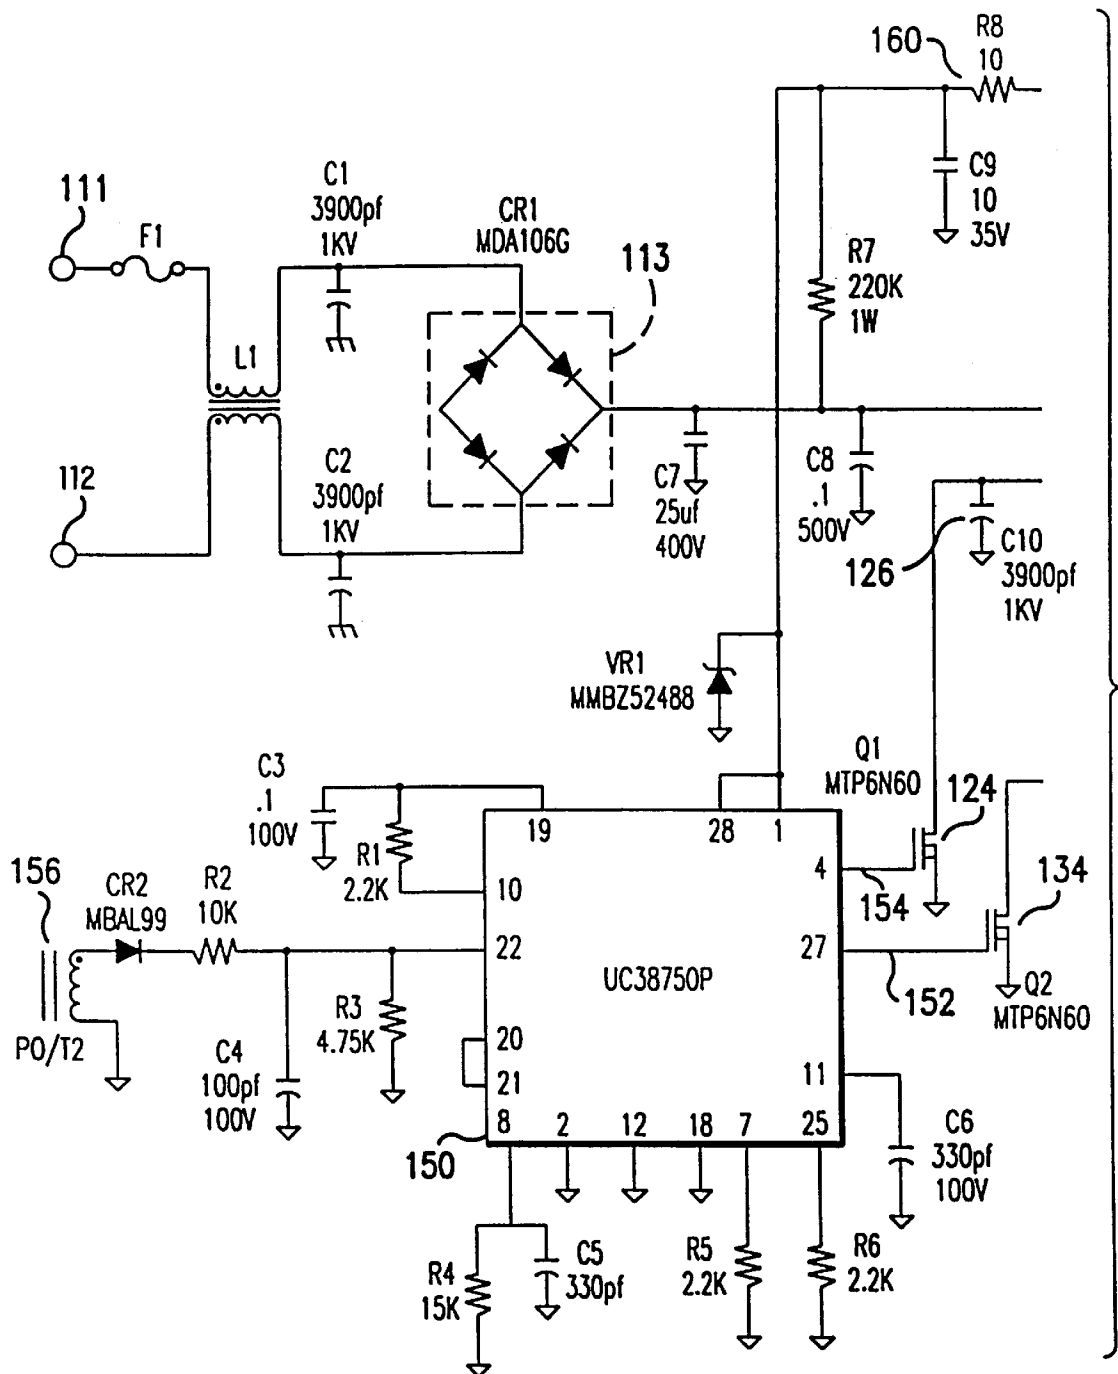 160
R8
10
111
F1
C1
3900pf
1KV
CR1
MDA106G
113
C9
10
35V
R7
220K
1W
L1
112
C2
3900pf
1KV
C7
25uf
400V
C8
.1
500V
126
C10
3900pf
1KV
VR1
MMBZ52488
Q1
MTP6N60
124
C3
.1
100V
R1
2.2K
19
28
1
10
4
154
134
156
CR2
MBAL99
R2
10K
22
27
UC38750P
152
Q2
MTP6N60
PO/T2
R3
4.75K
C4
100pf
100V
20
21
11
8
2
12
18
7
25
150
C6
330pf
100V
R4
15K
C5
330pf
R5
2.2K
R6
2.2K